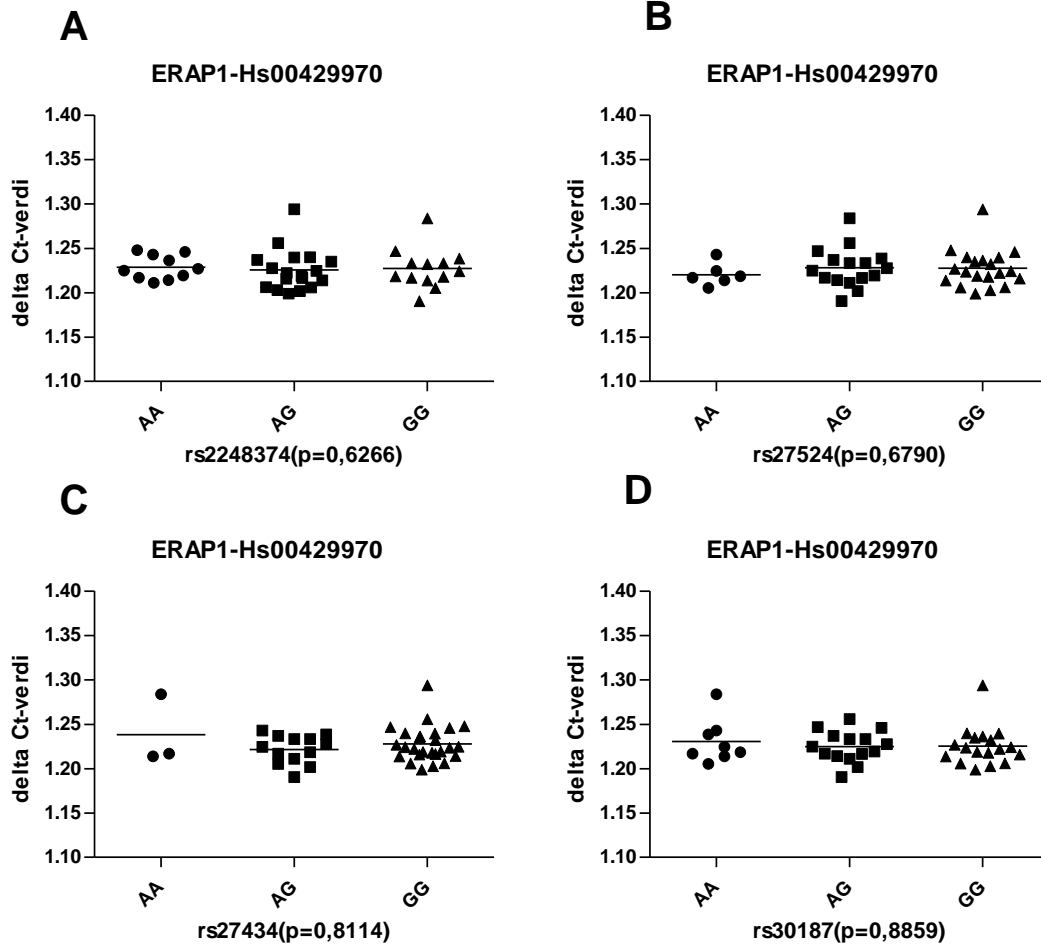 A
ERAP1-Hs00429970
delta Ct-verdi
1.40
1.35
1.30
1.25
1.20
1.15
1.10
AA
AG
GG
rs2248374(p=0,6266)
B
ERAP1-Hs00429970
delta Ct-verdi
1.40
1.35
1.30
1.25
1.20
1.15
1.10
AA
AG
GG
rs27524(p=0,6790)
C
ERAP1-Hs00429970
delta Ct-verdi
1.40
1.35
1.30
1.25
1.20
1.15
1.10
AA
AG
GG
rs27434(p=0,8114)
D
ERAP1-Hs00429970
delta Ct-verdi
1.40
1.35
1.30
1.25
1.20
1.15
1.10
AA
AG
GG
rs30187(p=0,8859)